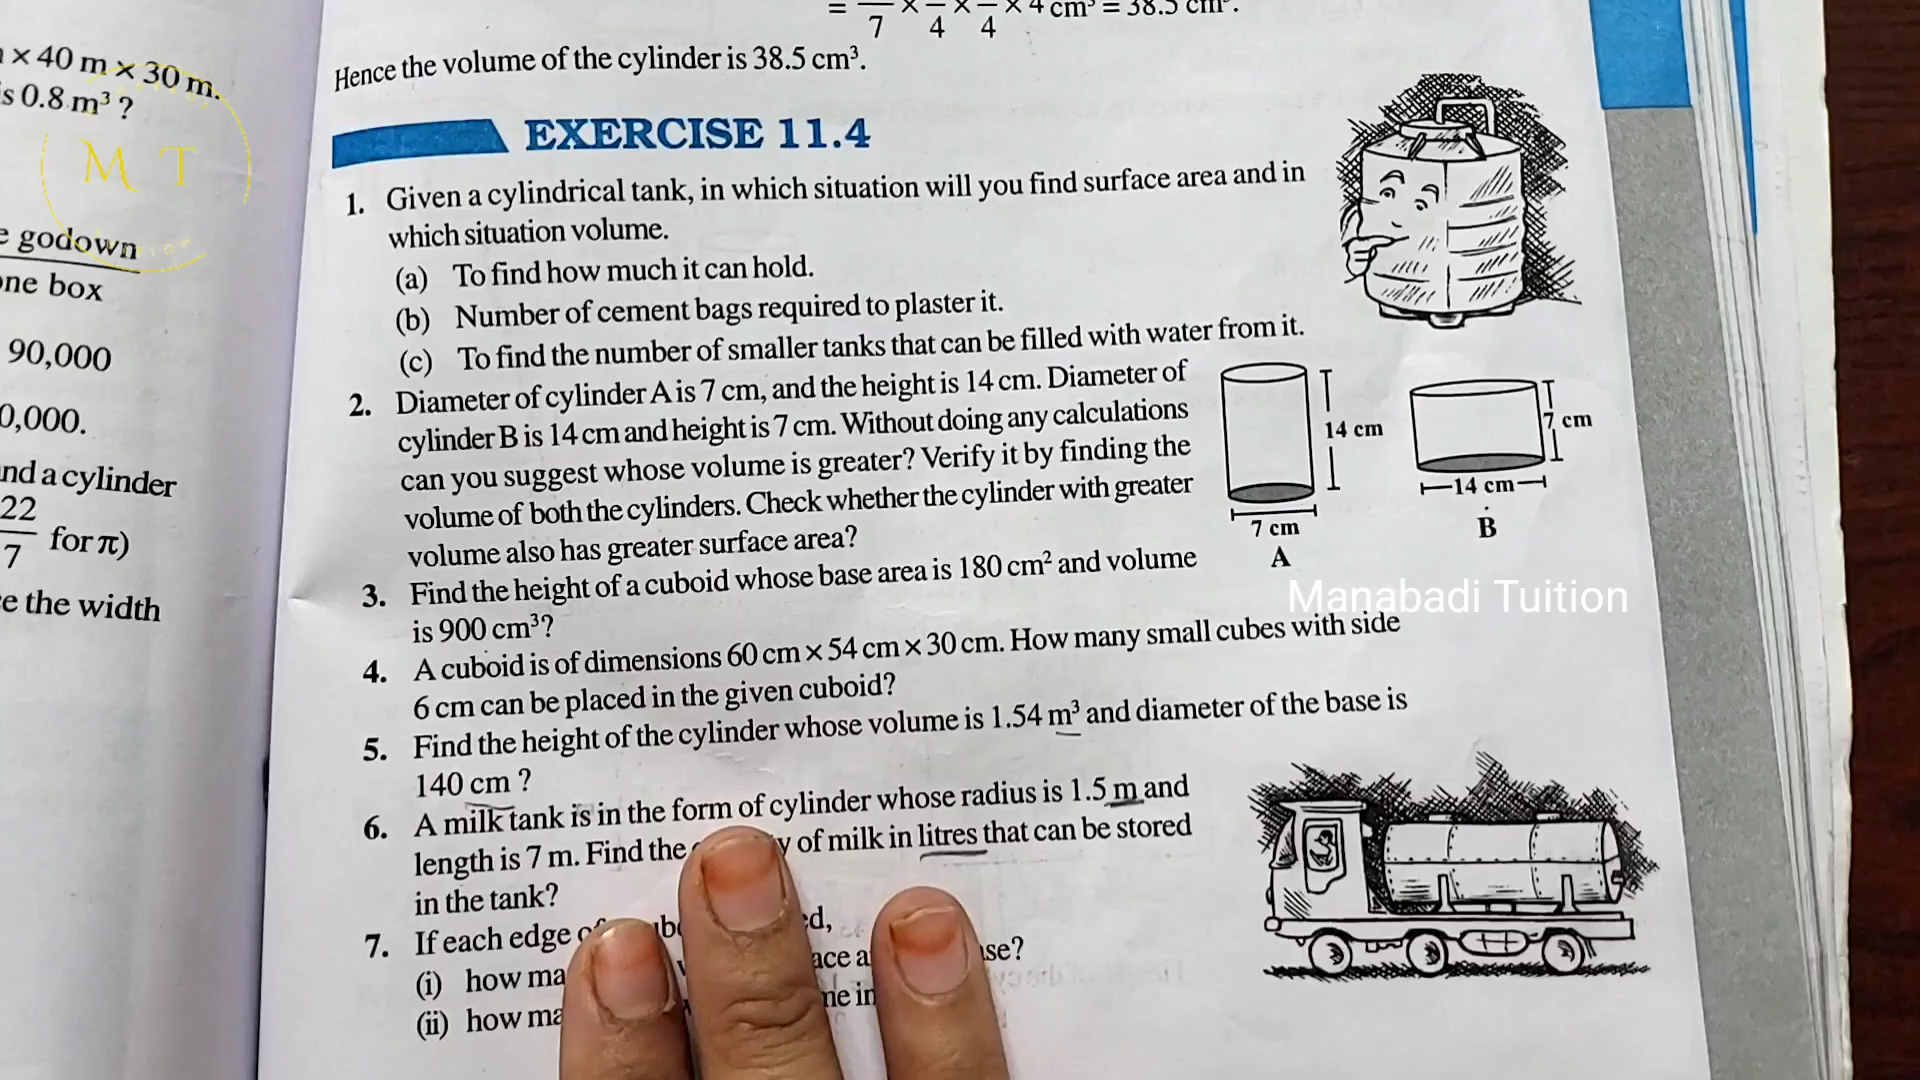 × 40 m × 30 m.
s 0.8 m³ ?
M T
e godown
one box
90,000
0,000.
nd a cylinder
22
7 for π)
e the width
= 7 × 4 × 4 × 4 cm³ = 38.5 cm³.
Hence the volume of the cylinder is 38.5 cm³.
EXERCISE 11.4
1. Given a cylindrical tank, in which situation will you find surface area and in
which situation volume.
(a) To find how much it can hold.
(b) Number of cement bags required to plaster it.
(c) To find the number of smaller tanks that can be filled with water from it.
2. Diameter of cylinder A is 7 cm, and the height is 14 cm. Diameter of
cylinder B is 14 cm and height is 7 cm. Without doing any calculations
can you suggest whose volume is greater? Verify it by finding the
volume of both the cylinders. Check whether the cylinder with greater
volume also has greater surface area?
14 cm
7 cm
A
7 cm
14 cm
B
Manabadi Tuition
3. Find the height of a cuboid whose base area is 180 cm² and volume
is 900 cm³?
4. A cuboid is of dimensions 60 cm × 54 cm × 30 cm. How many small cubes with side
6 cm can be placed in the given cuboid?
5. Find the height of the cylinder whose volume is 1.54 m³ and diameter of the base is
140 cm ?
6. A milk tank is in the form of cylinder whose radius is 1.5 m and
length is 7 m. Find the y of milk in litres that can be stored
in the tank?
7. If each edge d,
(i) how ma ace a se?
(ii) how ma me in